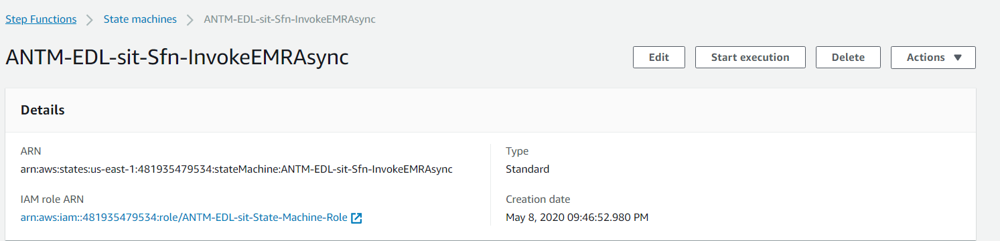 Step Functions > State machines > ANTM-EDL-sit-Sfn-InvokeEMRAsync
ANTM-EDL-sit-Sfn-InvokeEMRAsync
Edit
Start execution
Delete
Actions
Details
ARN
arn:aws:states:us-east-1:481935479534:stateMachine:ANTM-EDL-sit-Sfn-InvokeEMRAsync
IAM role ARN
arn:aws:iam::481935479534:role/ANTM-EDL-sit-State-Machine-Role
Type
Standard
Creation date
May 8, 2020 09:46:52.980 PM